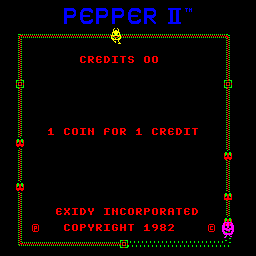 PEPPER II™
CREDITS 00
1 COIN FOR 1 CREDIT
EXIDY INCORPORATED
COPYRIGHT 1982